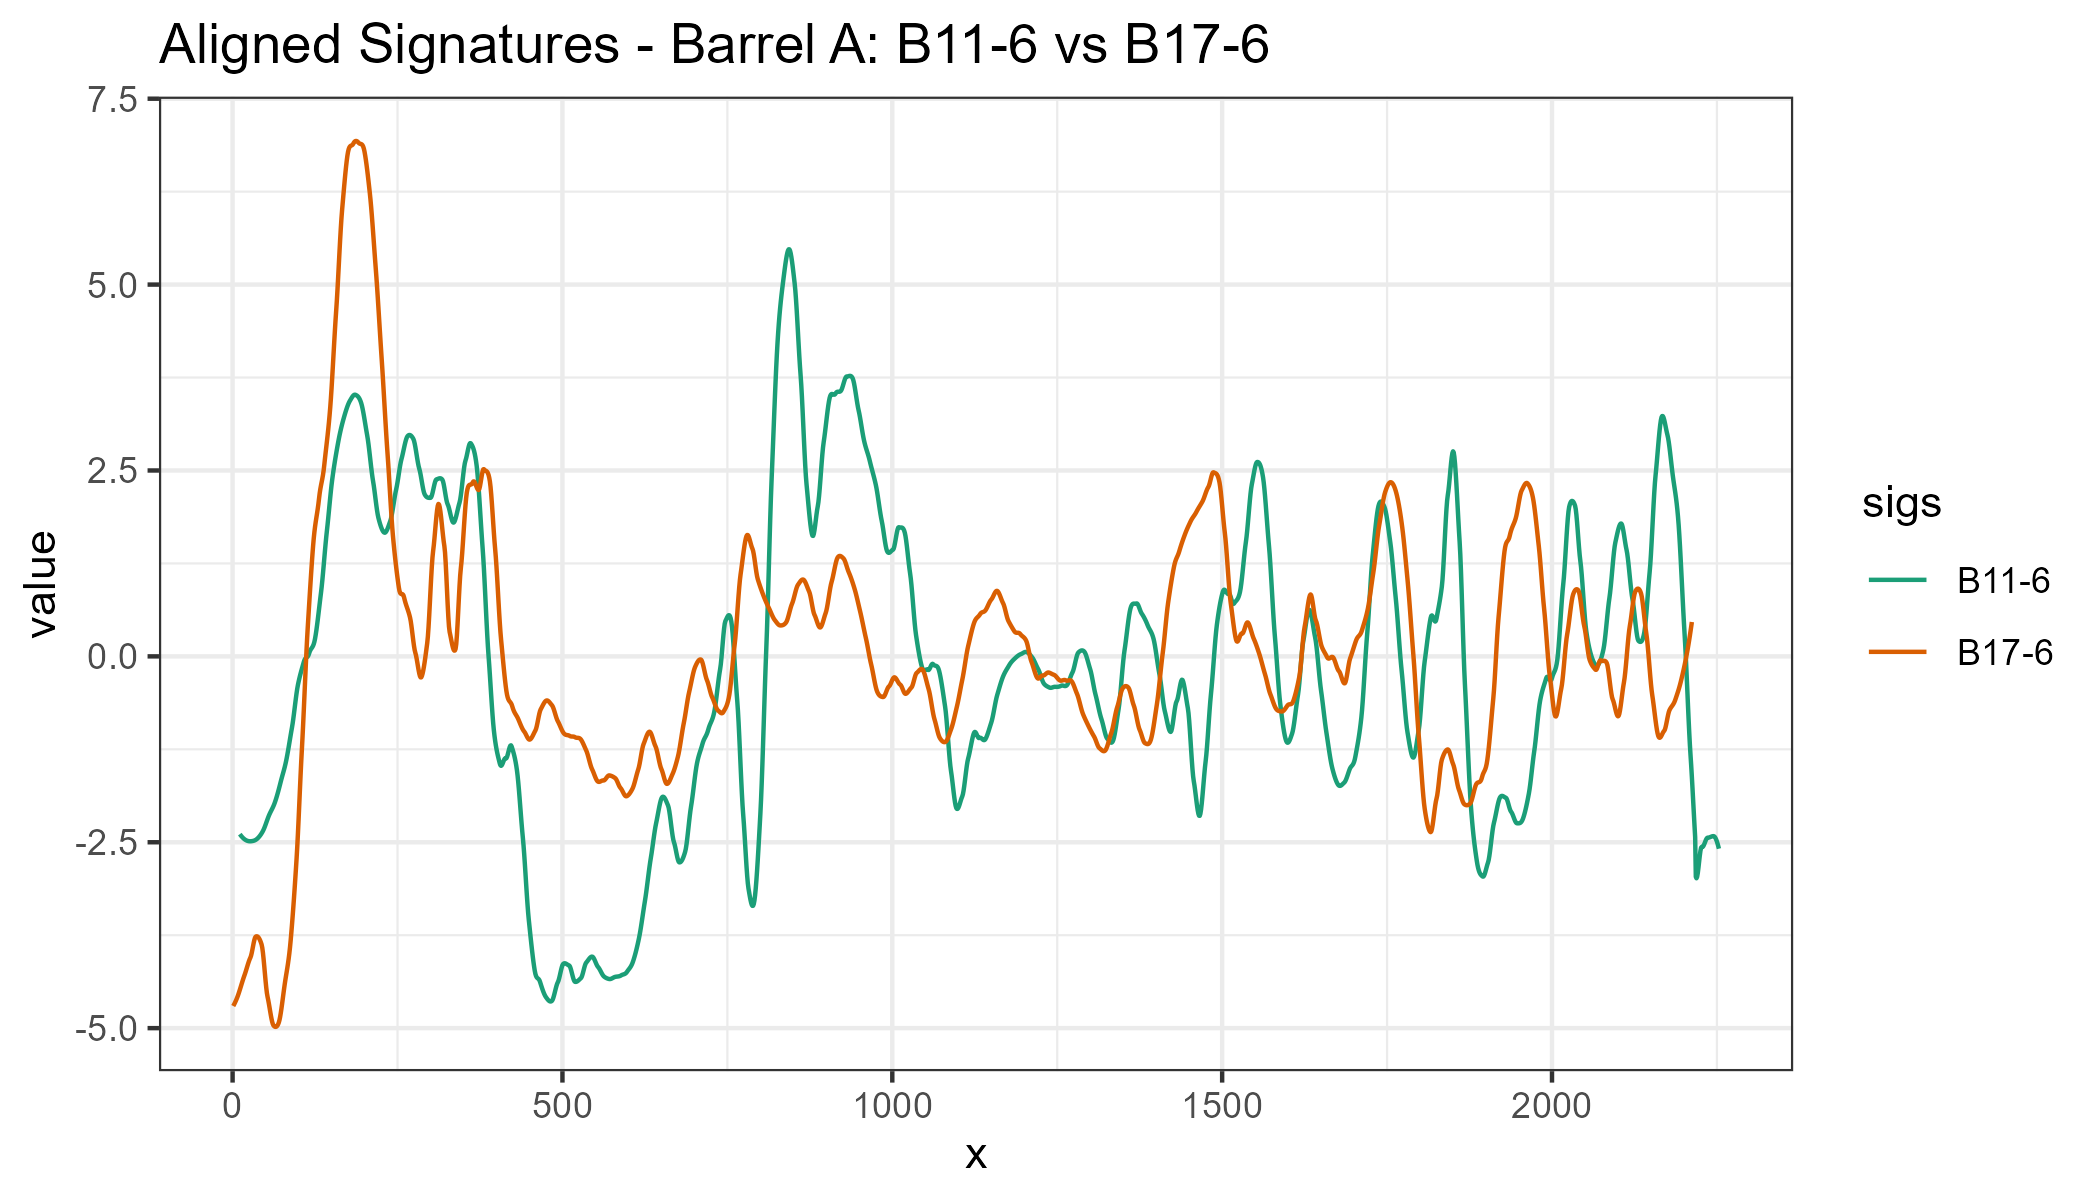 Aligned Signatures - Barrel A: B11-6 vs B17-6
7.5
5.0
2.5
0.0
-2.5
-5.0
value
0 500 1000 1500 2000
x
sigs
B11-6
B17-6